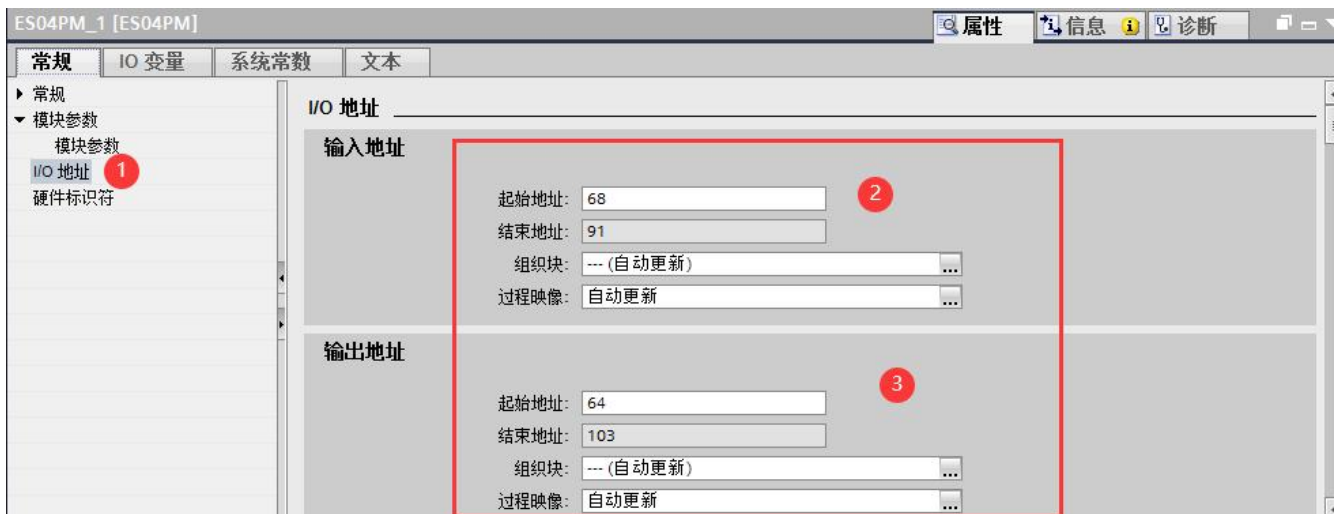 ES04PM_1 [ES04PM]
属性
信息
诊断
常规
IO 变量
系统常数
文本
常规
模块参数
模块参数
I/O 地址
1
硬件标识符
I/O 地址
输入地址
2
起始地址: 68
结束地址: 91
组织块: --- (自动更新)
...
过程映像: 自动更新
...
输出地址
3
起始地址: 64
结束地址: 103
组织块: --- (自动更新)
...
过程映像: 自动更新
...